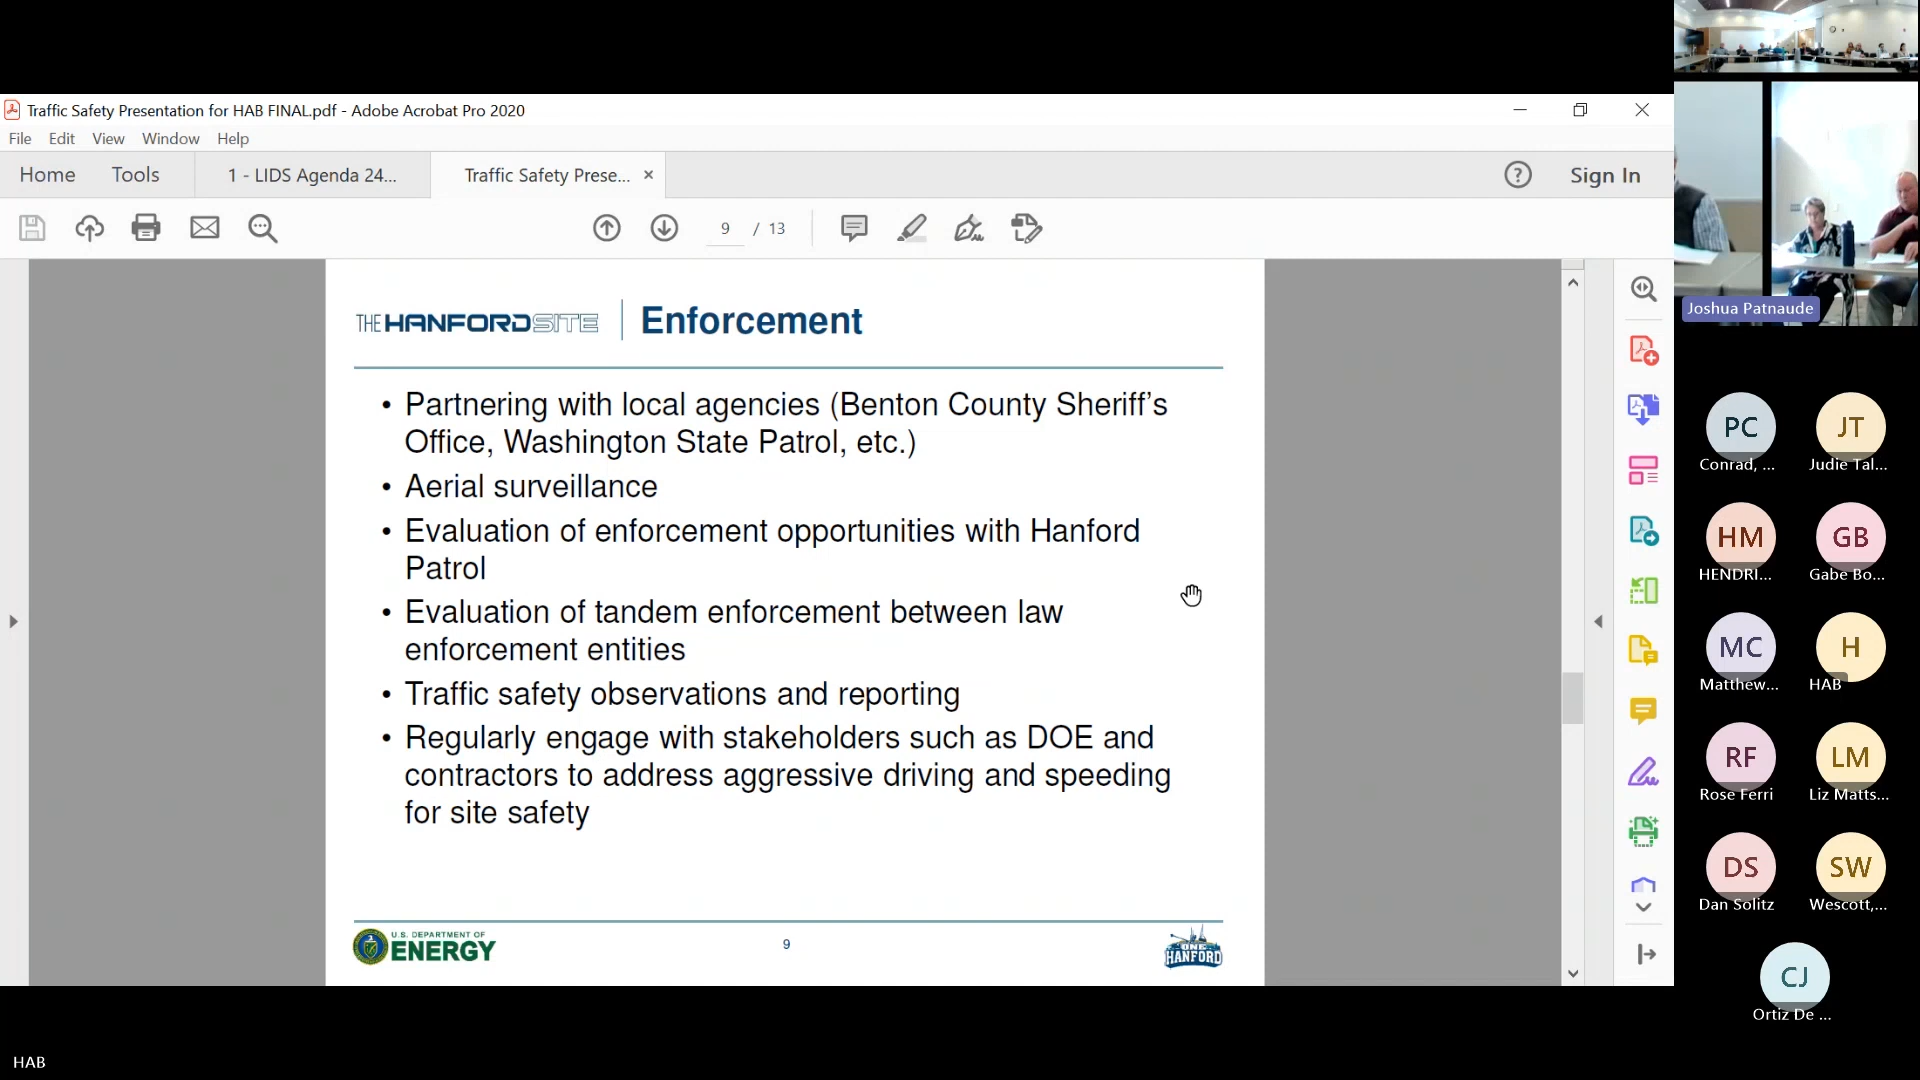 Traffic Safety Presentation for HAB FINAL.pdf - Adobe Acrobat Pro 2020
File Edit View Window Help
Home Tools 1 - LIDS Agenda 24... Traffic Safety Prese... × Sign In
9 / 13
THE HANFORD SITE Enforcement
• Partnering with local agencies (Benton County Sheriff's
Office, Washington State Patrol, etc.)
• Aerial surveillance
• Evaluation of enforcement opportunities with Hanford
Patrol
• Evaluation of tandem enforcement between law
enforcement entities
• Traffic safety observations and reporting
• Regularly engage with stakeholders such as DOE and
contractors to address aggressive driving and speeding
for site safety
U.S. DEPARTMENT OF
ENERGY
9
ONE
HANFORD
HAB
Joshua Patnaude
PC JT
Conrad, ... Judie Tal...
HM GB
HENDRI... Gabe Bo...
MC H
Matthew... HAB
RF LM
Rose Ferri Liz Matts...
DS SW
Dan Solitz Wescott,...
CJ
Ortiz De ...